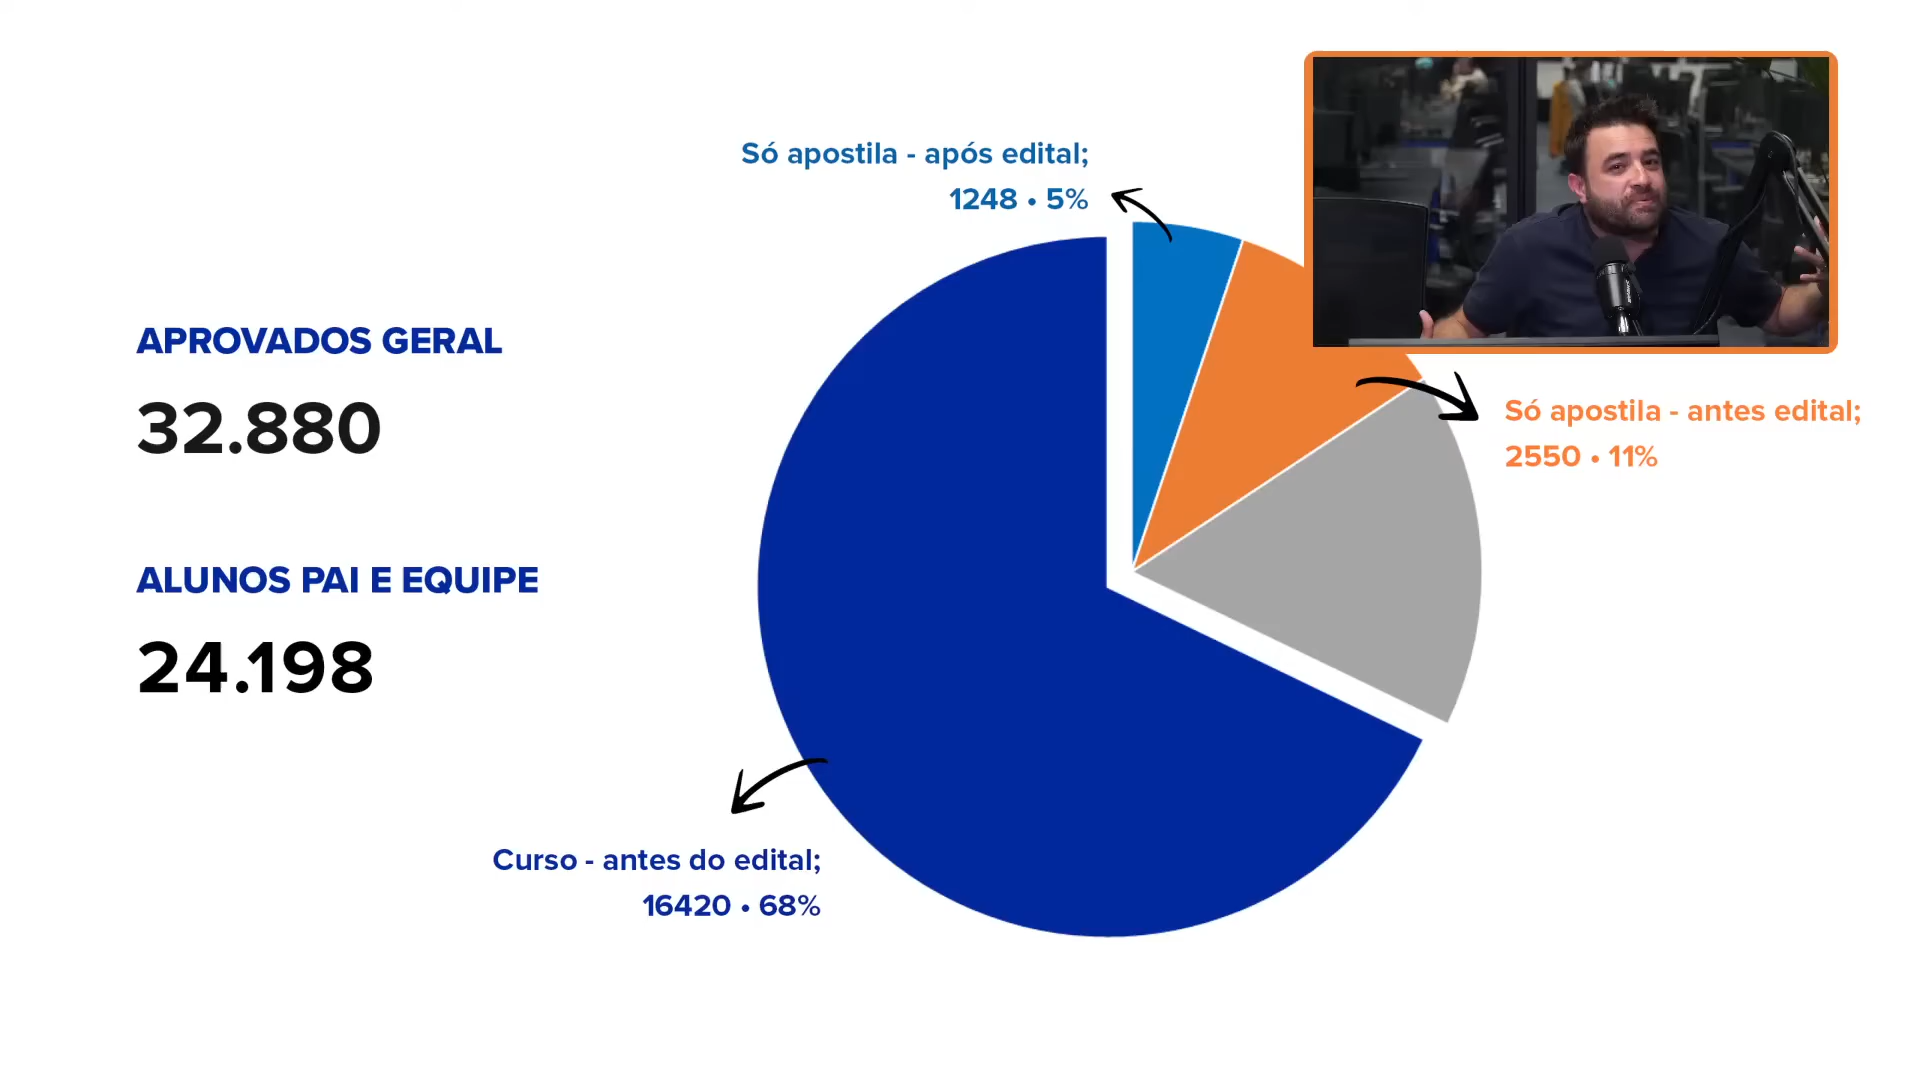 Só apostila - após edital;
1248 • 5%
APROVADOS GERAL
32.880
Só apostila - antes edital;
2550 • 11%
ALUNOS PAI E EQUIPE
24.198
Curso - antes do edital;
16420 • 68%